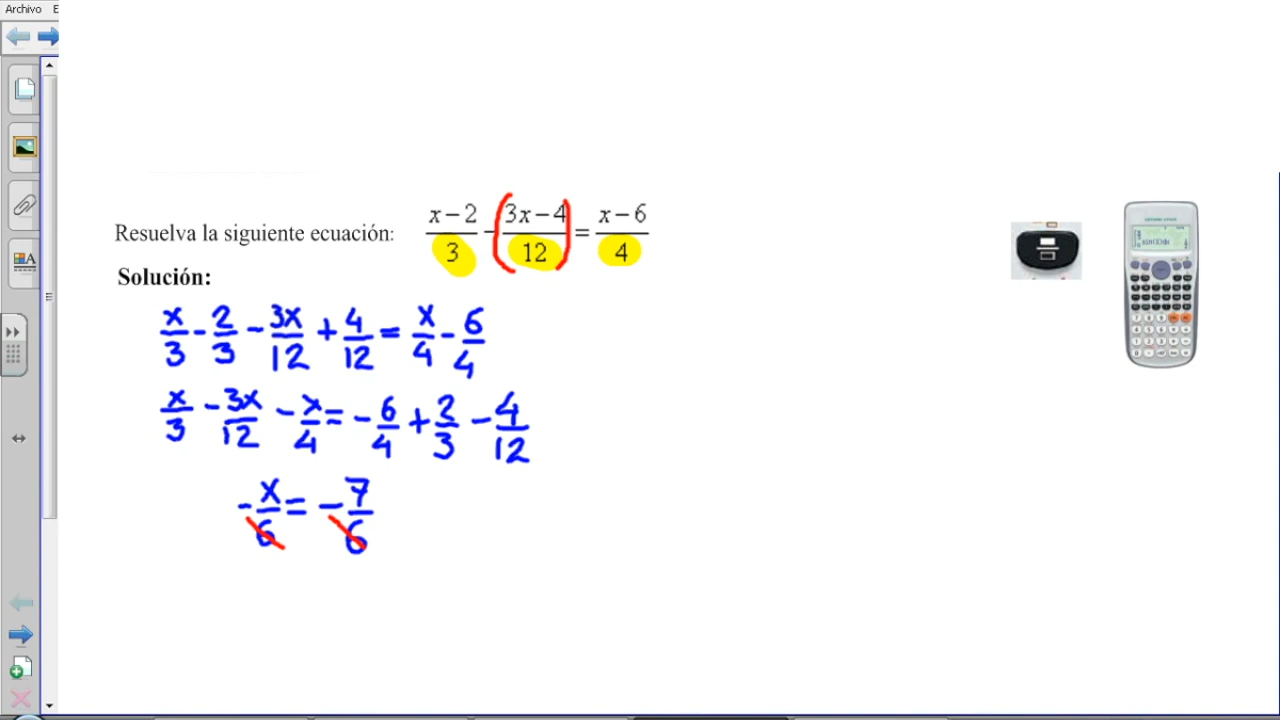 Archivo E
Resuelva la siguiente ecuación: x−2/3 − (3x−4/12) = x−6/4
Solución:
x/3 − 2/3 − 3x/12 + 4/12 = x/4 − 6/4
x/3 − 3x/12 − x/4 = − 6/4 + 2/3 − 4/12
− x/6 = − 7/6